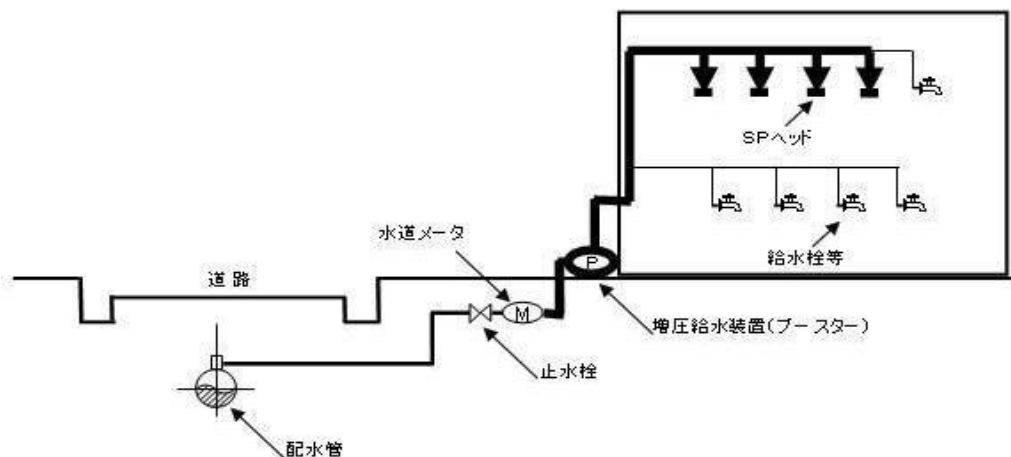 SPヘッド
給水栓等
水道メータ
P
道路
M
増圧給水装置(ブースター)
止水栓
配水管